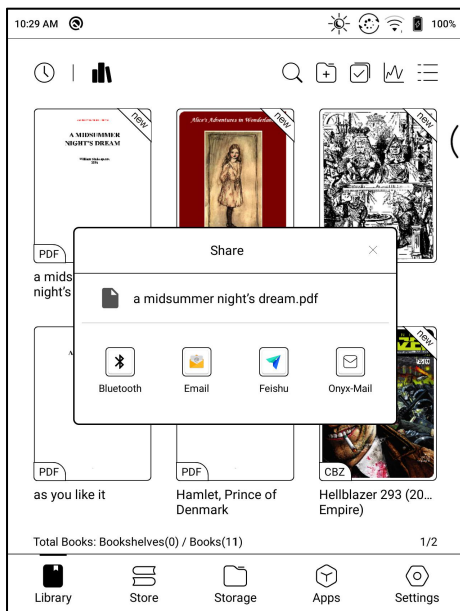 10:29 AM 100%
new
new
new
A MIDSUMMER
NIGHT'S DREAM
Alice's Adventures in Wonderland
PDF
a mids
night's
Share
a midsummer night's dream.pdf
Bluetooth Email Feishu Onyx-Mail
new
PDF
PDF
CBZ
as you like it
Hamlet, Prince of
Denmark
Hellblazer 293 (20...
Empire)
Total Books: Bookshelves(0) / Books(11) 1/2
Library Store Storage Apps Settings